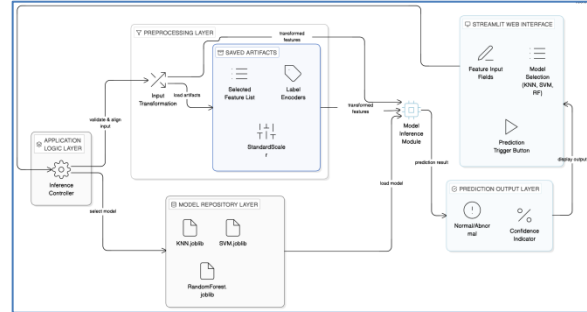 PREPROCESSING LAYER
transformed
features
SAVED ARTIFACTS
Selected
Feature List
Label
Encoders
StandardScale
r
Input
Transformation
load artifacts
validate & align
input
transformed
features
APPLICATION
LOGIC LAYER
Inference
Controller
select model
MODEL REPOSITORY LAYER
KNN.joblib
SVM.joblib
RandomForest.
joblib
load model
Model
Inference
Module
prediction result
STREAMLIT WEB INTERFACE
Feature Input
Fields
Model
Selection
(KNN, SVM,
RF)
Prediction
Trigger Button
display output
PREDICTION OUTPUT LAYER
Normal/Abnor
mal
Confidence
Indicator